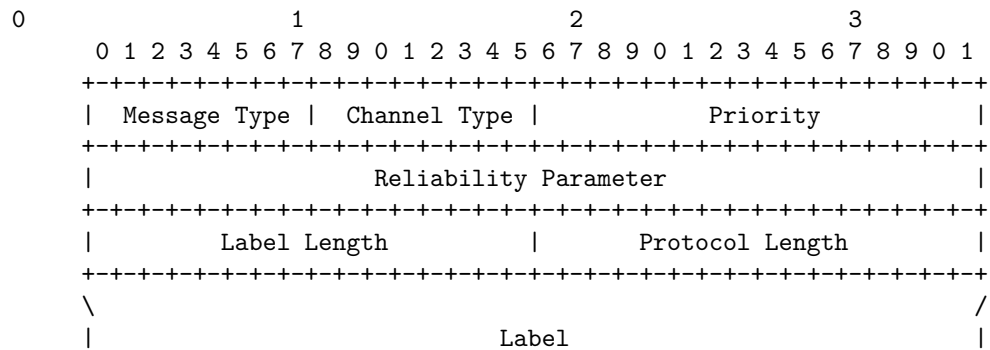 0                   1                   2                   3
 0 1 2 3 4 5 6 7 8 9 0 1 2 3 4 5 6 7 8 9 0 1 2 3 4 5 6 7 8 9 0 1
+-+-+-+-+-+-+-+-+-+-+-+-+-+-+-+-+-+-+-+-+-+-+-+-+-+-+-+-+-+-+-+-+
|  Message Type |  Channel Type |            Priority           |
+-+-+-+-+-+-+-+-+-+-+-+-+-+-+-+-+-+-+-+-+-+-+-+-+-+-+-+-+-+-+-+-+
|                    Reliability Parameter                      |
+-+-+-+-+-+-+-+-+-+-+-+-+-+-+-+-+-+-+-+-+-+-+-+-+-+-+-+-+-+-+-+-+
|         Label Length          |       Protocol Length         |
+-+-+-+-+-+-+-+-+-+-+-+-+-+-+-+-+-+-+-+-+-+-+-+-+-+-+-+-+-+-+-+-+
\                                                               /
|                             Label                             |